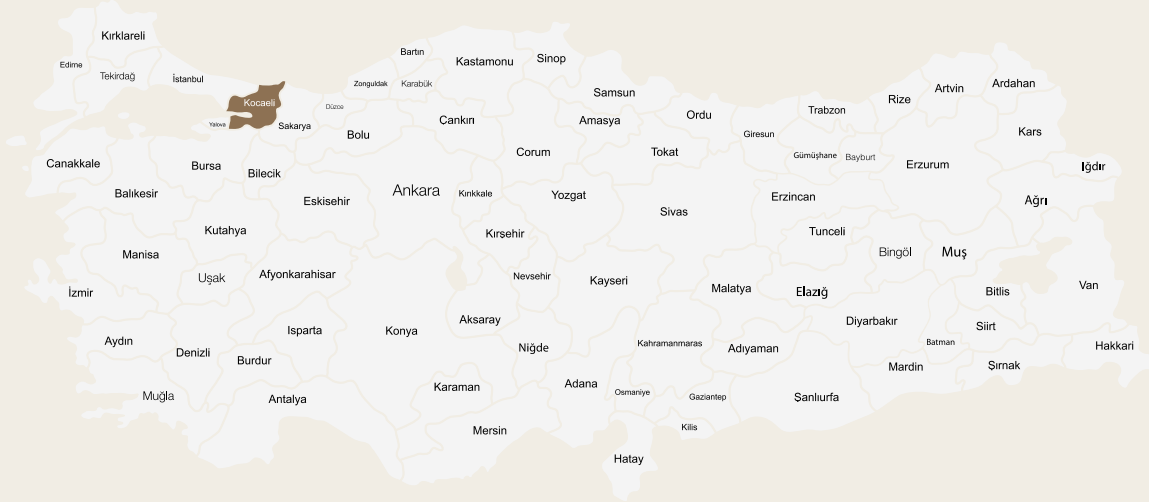 Kırklareli
Edirne
Tekirdağ
İstanbul
Kocaeli
Yalova
Sakarya
Düzce
Zonguldak
Bartın
Karabük
Kastamonu
Sinop
Samsun
Bolu
Cankırı
Amasya
Ordu
Giresun
Trabzon
Rize
Artvin
Ardahan
Kars
Iğdır
Gümüşhane
Bayburt
Erzurum
Ağrı
Canakkale
Balıkesir
Bursa
Bilecik
Eskisehir
Ankara
Kırıkkale
Corum
Yozgat
Tokat
Sivas
Erzincan
Tunceli
Bingöl
Muş
Kutahya
Manisa
Uşak
Afyonkarahisar
Kırşehir
Nevsehir
Kayseri
Malatya
Elazığ
Bitlis
Van
İzmir
Aydın
Denizli
Isparta
Burdur
Konya
Aksaray
Niğde
Kahramanmaras
Adıyaman
Diyarbakır
Batman
Siirt
Şırnak
Hakkari
Mardin
Muğla
Antalya
Karaman
Mersin
Adana
Osmaniye
Gaziantep
Kilis
Şanlıurfa
Hatay